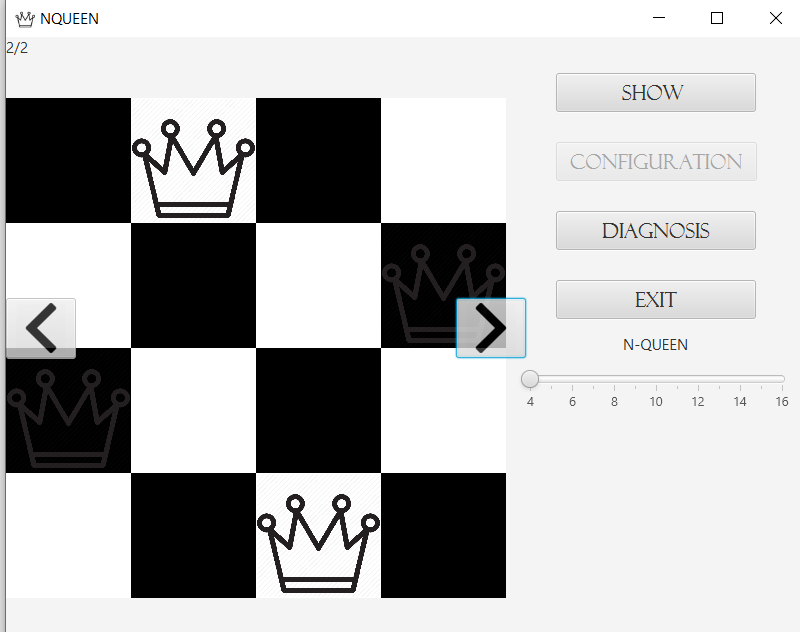 NQUEEN
2/2
SHOW
CONFIGURATION
DIAGNOSIS
EXIT
N-QUEEN
4 6 8 10 12 14 16